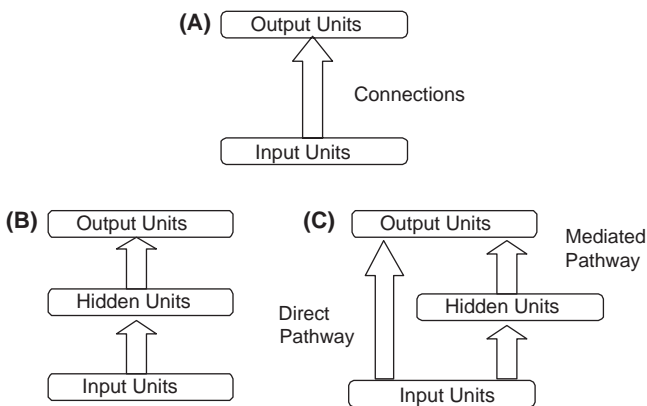 (A)
Output Units
Connections
Input Units
(B)
Output Units
Hidden Units
Input Units
(C)
Output Units
Mediated
Pathway
Hidden Units
Direct
Pathway
Input Units